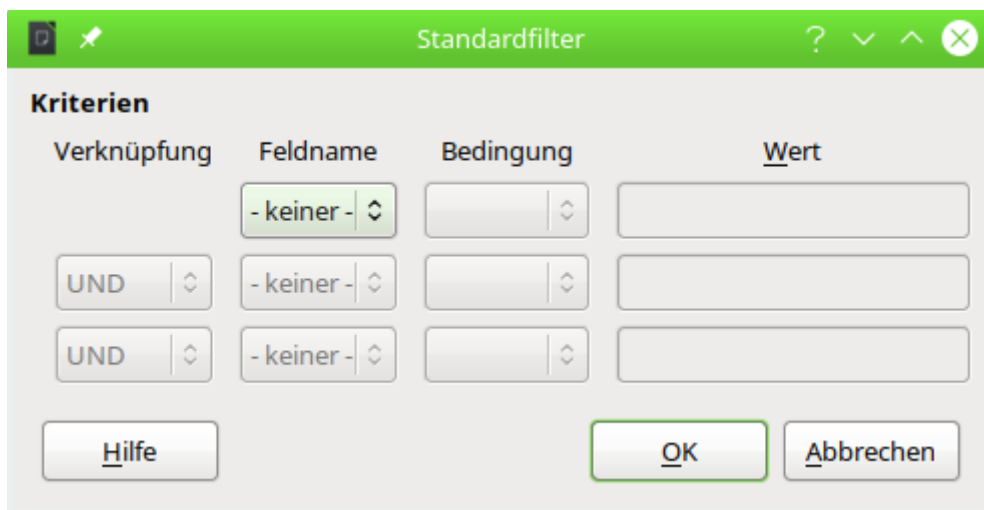 Standardfilter
Kriterien
Verknüpfung Feldname Bedingung Wert
- keiner -
UND - keiner -
UND - keiner -
Hilfe OK Abbrechen